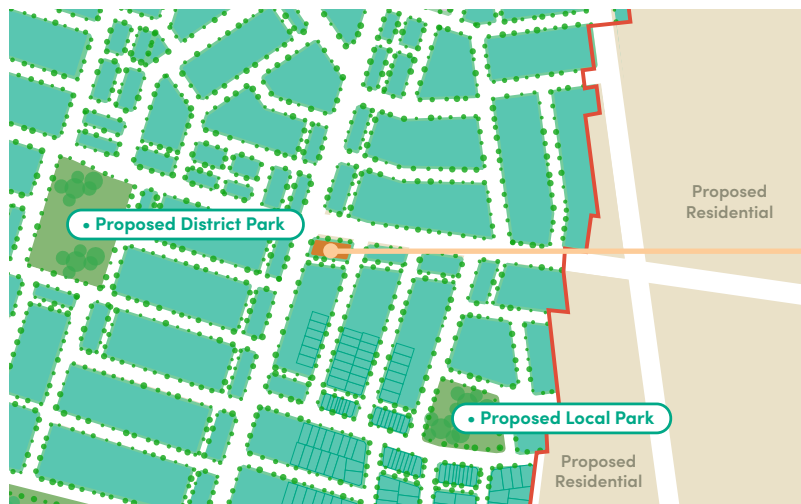 Proposed
Residential
• Proposed District Park
• Proposed Local Park
Proposed
Residential